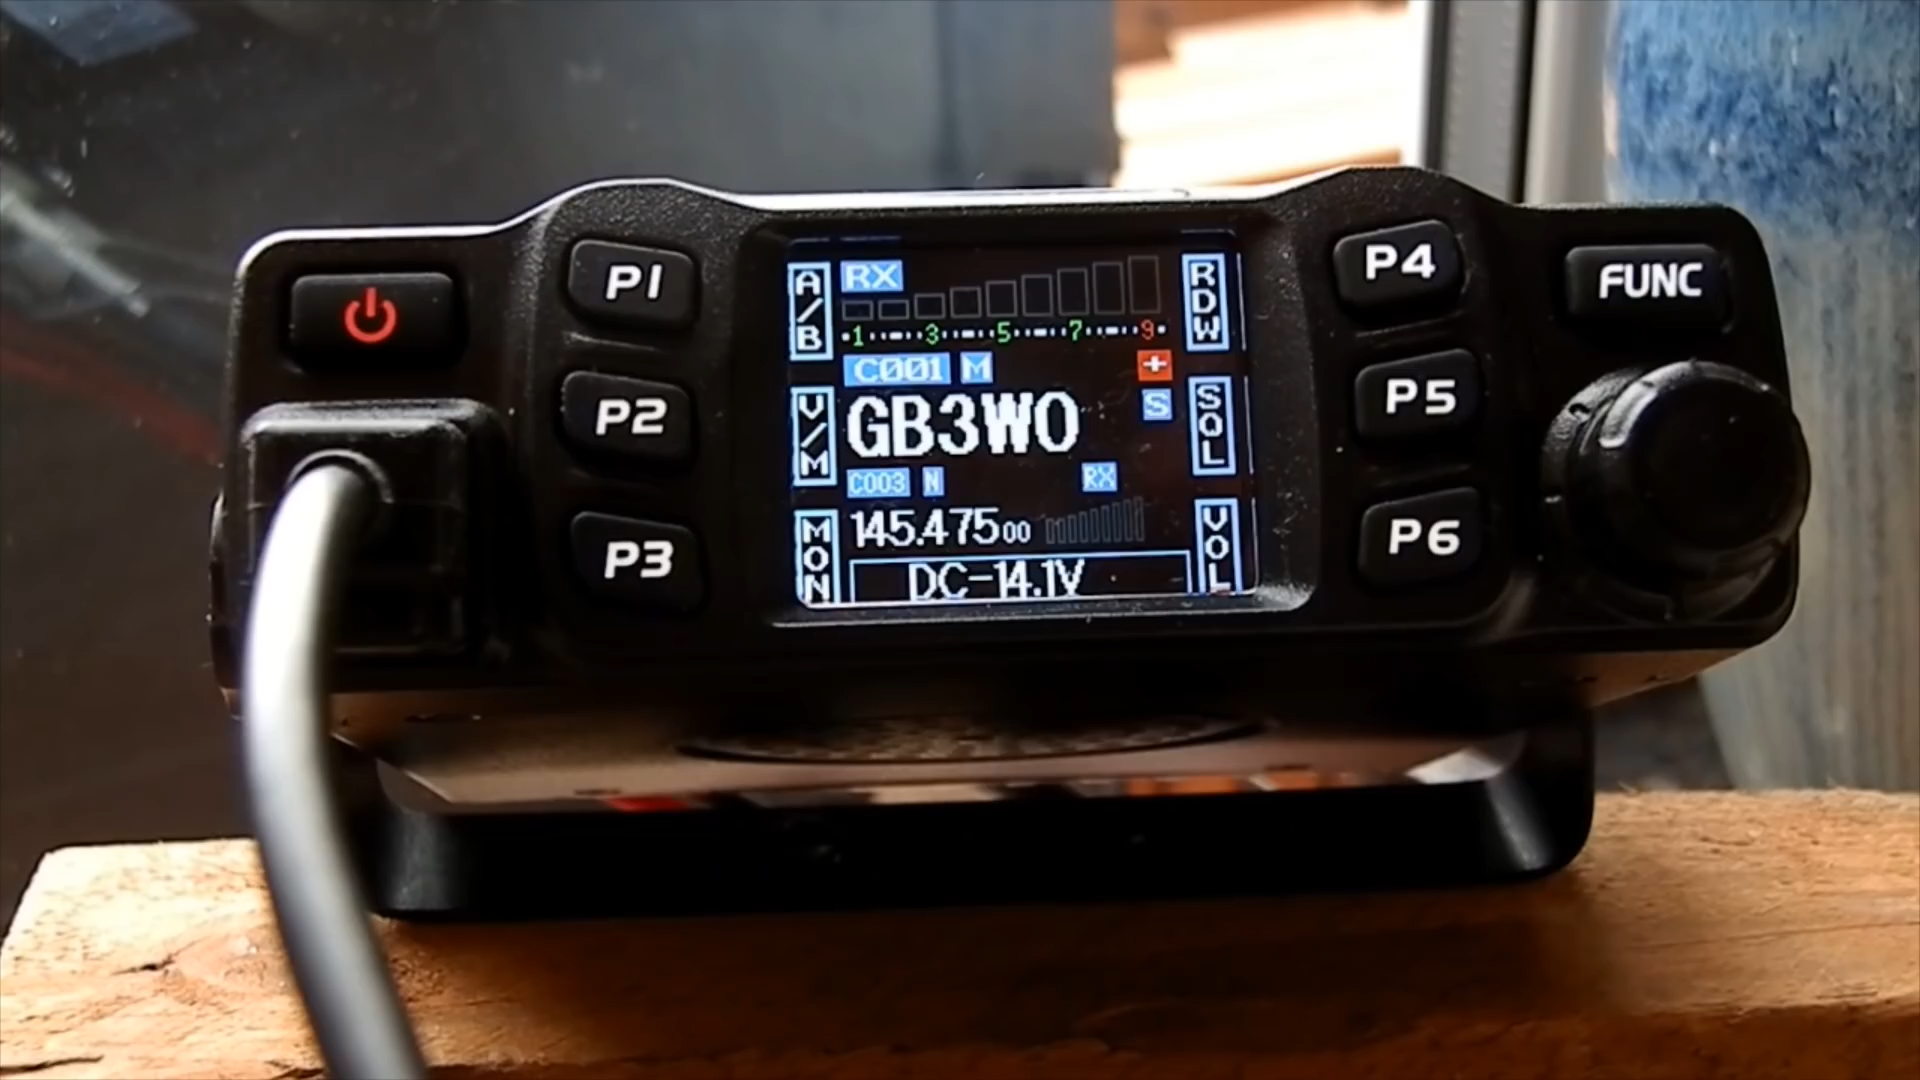 P1
P2
P3
A/B
V/M
MON
RX
1 3 5 7 9
C001 M +
GB3WO S
C003 N RX
145.47500
DC-14.1V
RDW
SQL
VOL
P4
P5
P6
FUNC